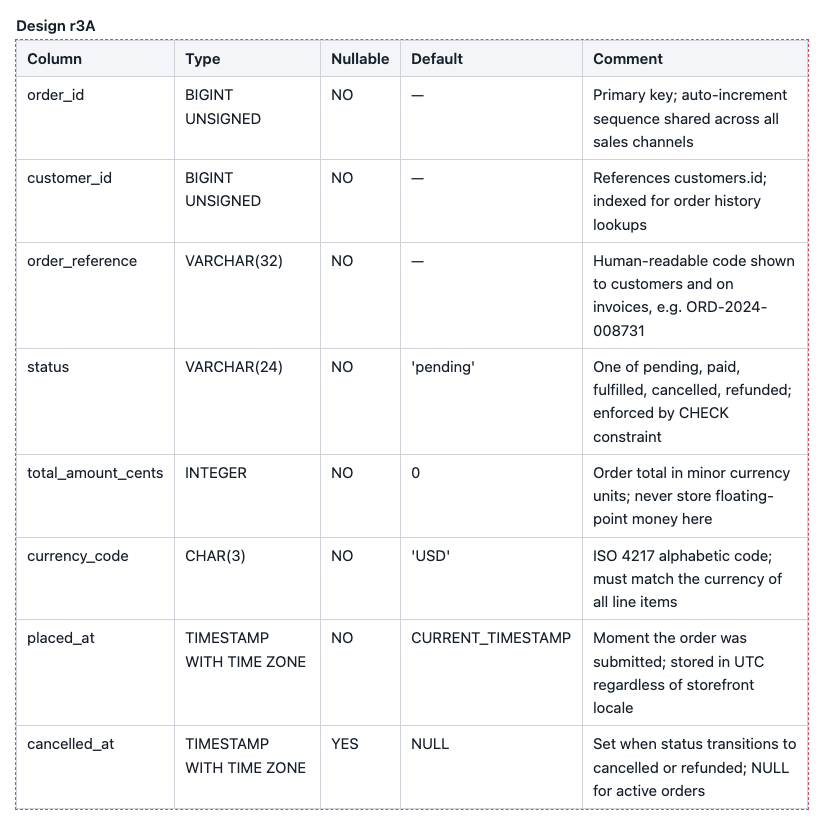 Design r3A
Column Type Nullable Default Comment
order_id BIGINT UNSIGNED NO — Primary key; auto-increment sequence shared across all sales channels
customer_id BIGINT UNSIGNED NO — References customers.id; indexed for order history lookups
order_reference VARCHAR(32) NO — Human-readable code shown to customers and on invoices, e.g. ORD-2024-008731
status VARCHAR(24) NO 'pending' One of pending, paid, fulfilled, cancelled, refunded; enforced by CHECK constraint
total_amount_cents INTEGER NO 0 Order total in minor currency units; never store floating-point money here
currency_code CHAR(3) NO 'USD' ISO 4217 alphabetic code; must match the currency of all line items
placed_at TIMESTAMP WITH TIME ZONE NO CURRENT_TIMESTAMP Moment the order was submitted; stored in UTC regardless of storefront locale
cancelled_at TIMESTAMP WITH TIME ZONE YES NULL Set when status transitions to cancelled or refunded; NULL for active orders